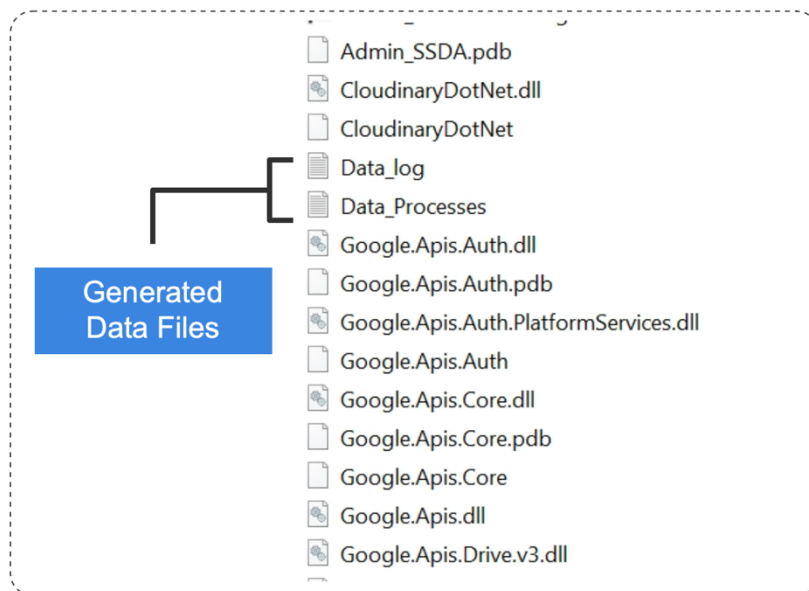 Admin_SSDA.pdb
CloudinaryDotNet.dll
CloudinaryDotNet
Data_log
Data_Processes
Google.Apis.Auth.dll
Google.Apis.Auth.pdb
Google.Apis.Auth.PlatformServices.dll
Google.Apis.Auth
Google.Apis.Core.dll
Google.Apis.Core.pdb
Google.Apis.Core
Google.Apis.dll
Google.Apis.Drive.v3.dll
Generated
Data Files